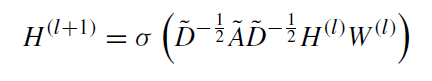 H^{(l+1)} = σ ( D̃^{-1/2} Ã D̃^{-1/2} H^{(l)} W^{(l)} )